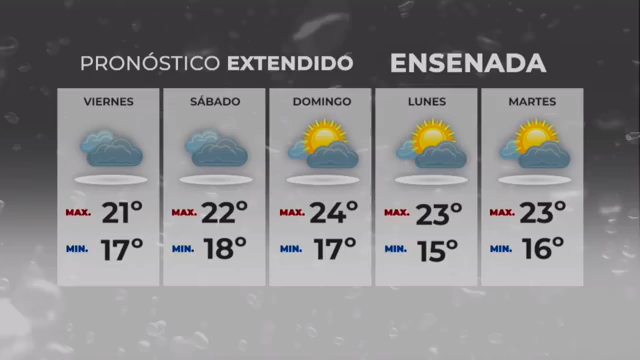 PRONÓSTICO EXTENDIDO ENSENADA
VIERNES SÁBADO DOMINGO LUNES MARTES
MAX. 21° MAX. 22° MAX. 24° MAX. 23° MAX. 23°
MIN. 17° MIN. 18° MIN. 17° MIN. 15° MIN. 16°